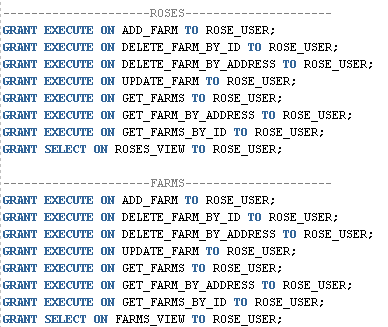 --------------------ROSES--------------------
GRANT EXECUTE ON ADD_FARM TO ROSE_USER;
GRANT EXECUTE ON DELETE_FARM_BY_ID TO ROSE_USER;
GRANT EXECUTE ON DELETE_FARM_BY_ADDRESS TO ROSE_USER;
GRANT EXECUTE ON UPDATE_FARM TO ROSE_USER;
GRANT EXECUTE ON GET_FARMS TO ROSE_USER;
GRANT EXECUTE ON GET_FARM_BY_ADDRESS TO ROSE_USER;
GRANT EXECUTE ON GET_FARMS_BY_ID TO ROSE_USER;
GRANT SELECT ON ROSES_VIEW TO ROSE_USER;
--------------------FARMS--------------------
GRANT EXECUTE ON ADD_FARM TO ROSE_USER;
GRANT EXECUTE ON DELETE_FARM_BY_ID TO ROSE_USER;
GRANT EXECUTE ON DELETE_FARM_BY_ADDRESS TO ROSE_USER;
GRANT EXECUTE ON UPDATE_FARM TO ROSE_USER;
GRANT EXECUTE ON GET_FARMS TO ROSE_USER;
GRANT EXECUTE ON GET_FARM_BY_ADDRESS TO ROSE_USER;
GRANT EXECUTE ON GET_FARMS_BY_ID TO ROSE_USER;
GRANT SELECT ON FARMS_VIEW TO ROSE_USER;